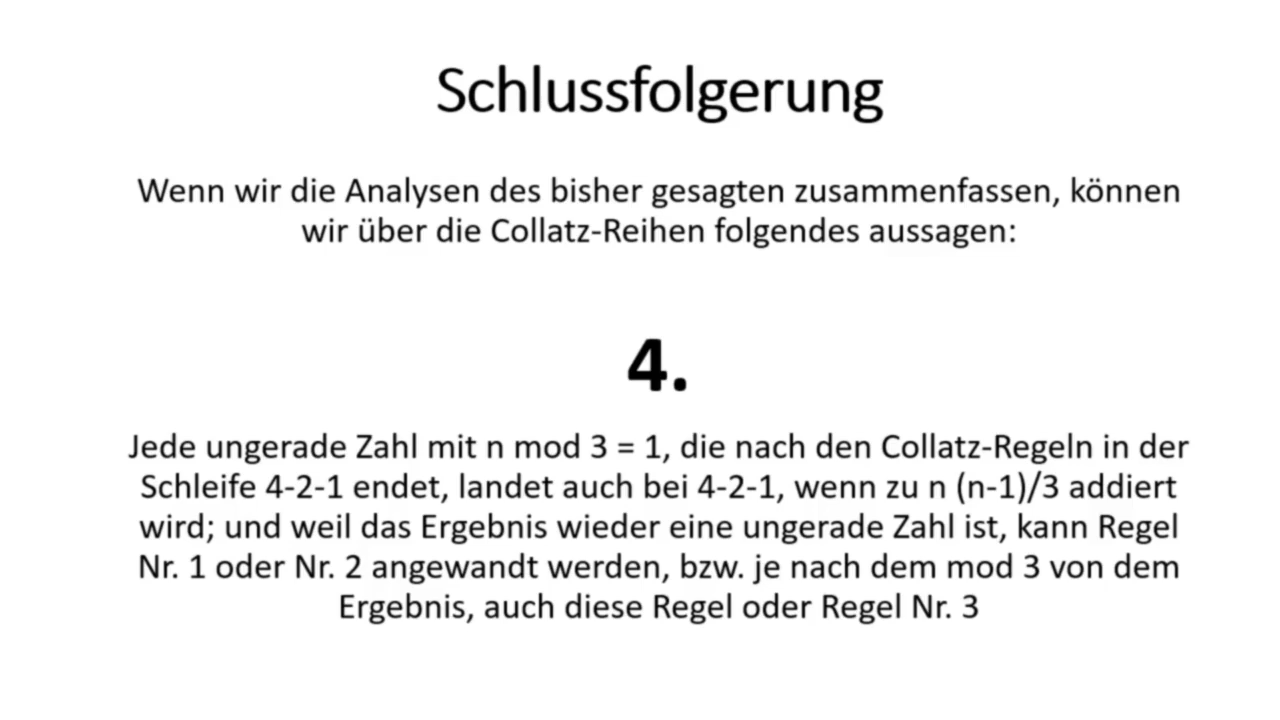 Schlussfolgerung
Wenn wir die Analysen des bisher gesagten zusammenfassen, können
wir über die Collatz-Reihen folgendes aussagen:
4.
Jede ungerade Zahl mit n mod 3 = 1, die nach den Collatz-Regeln in der
Schleife 4-2-1 endet, landet auch bei 4-2-1, wenn zu n (n-1)/3 addiert
wird; und weil das Ergebnis wieder eine ungerade Zahl ist, kann Regel
Nr. 1 oder Nr. 2 angewandt werden, bzw. je nach dem mod 3 von dem
Ergebnis, auch diese Regel oder Regel Nr. 3